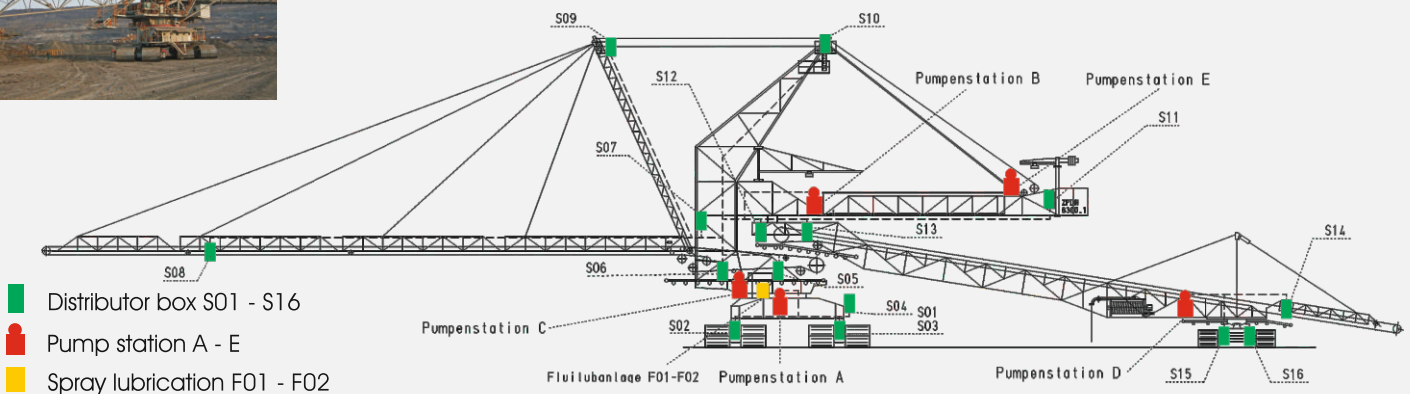 S09
S10
S12
Pumpenstation B
Pumpenstation E
S11
S07
S13
S14
S08
S06
S05
S04
S01
S02
S03
Pumpenstation C
Fluilubanlage F01-F02
Pumpenstation A
Pumpenstation D
S15
S16
Distributor box S01 - S16
Pump station A - E
Spray lubrication F01 - F02